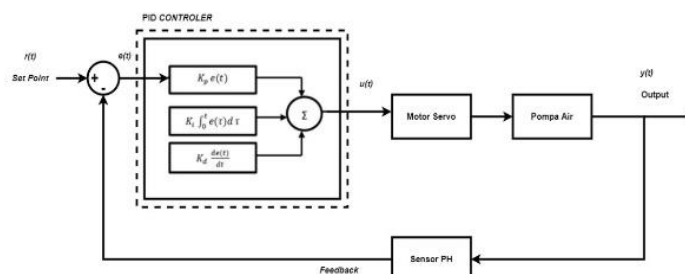 PID CONTROLER
r(t)
Set Point
e(t)
+
-
K_p e(t)
K_i ∫_0^t e(τ)d τ
K_d de(t)/dt
Σ
u(t)
Motor Servo
Pompa Air
y(t)
Output
Sensor PH
Feedback